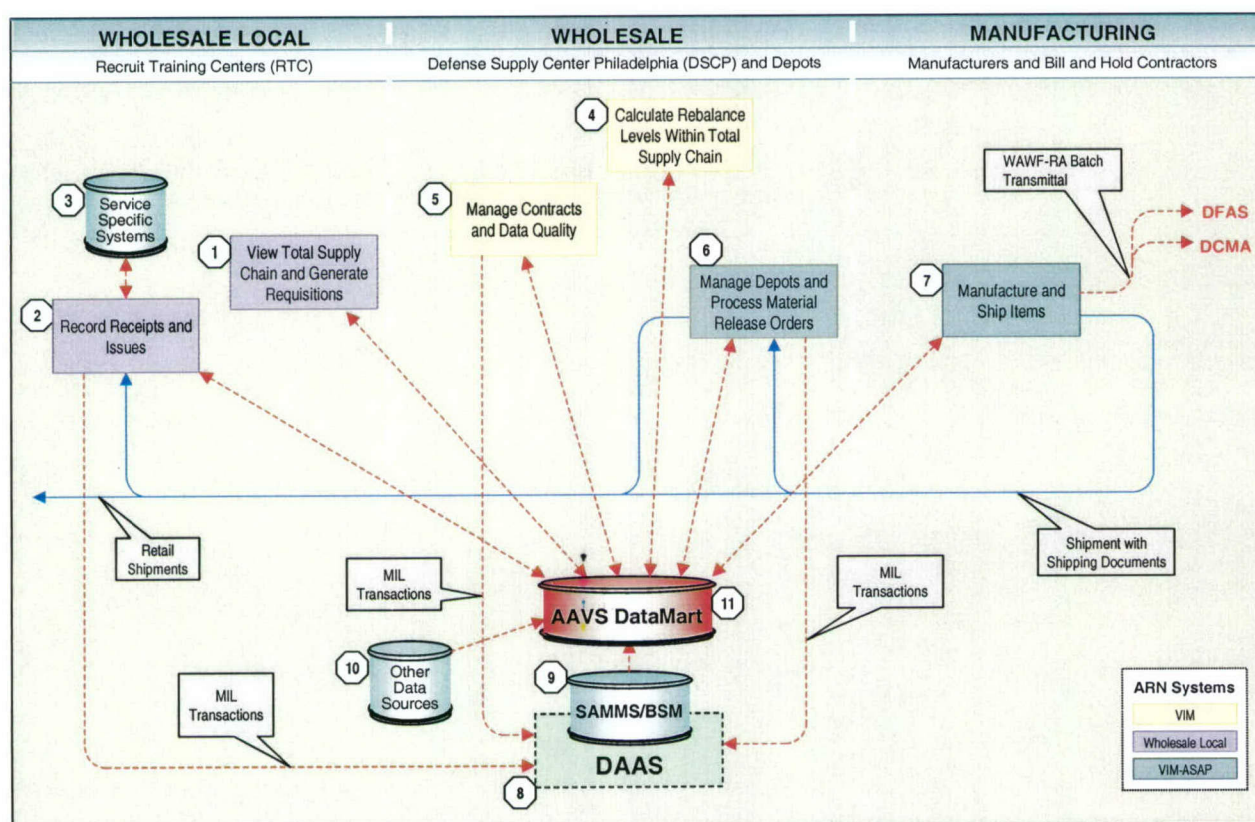 WHOLESALE LOCAL
Recruit Training Centers (RTC)
WHOLESALE
Defense Supply Center Philadelphia (DSCP) and Depots
MANUFACTURING
Manufacturers and Bill and Hold Contractors
4
Calculate Rebalance
Levels Within Total
Supply Chain
WAWF-RA Batch
Transmittal
3
Service
Specific
Systems
5
Manage Contracts
and Data Quality
DFAS
DCMA
1
View Total Supply
Chain and Generate
Requisitions
6
Manage Depots and
Process Material
Release Orders
7
Manufacture and
Ship Items
2
Record Receipts and
Issues
Retail
Shipments
Shipment with
Shipping Documents
MIL
Transactions
MIL
Transactions
AAVS DataMart
11
10
Other
Data
Sources
9
SAMMS/BSM
MIL
Transactions
DAAS
8
ARN Systems
VIM
Wholesale Local
VIM-ASAP